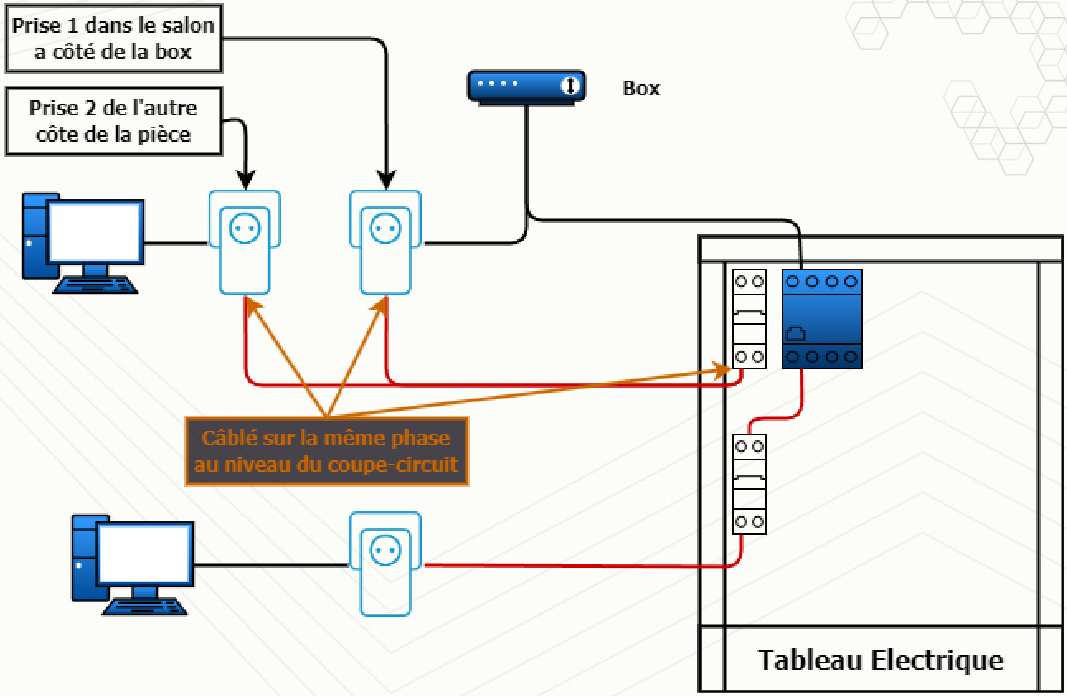 Prise 1 dans le salon
a côté de la box
Prise 2 de l'autre
côte de la pièce
Box
Câblé sur la même phase
au niveau du coupe-circuit
Tableau Electrique